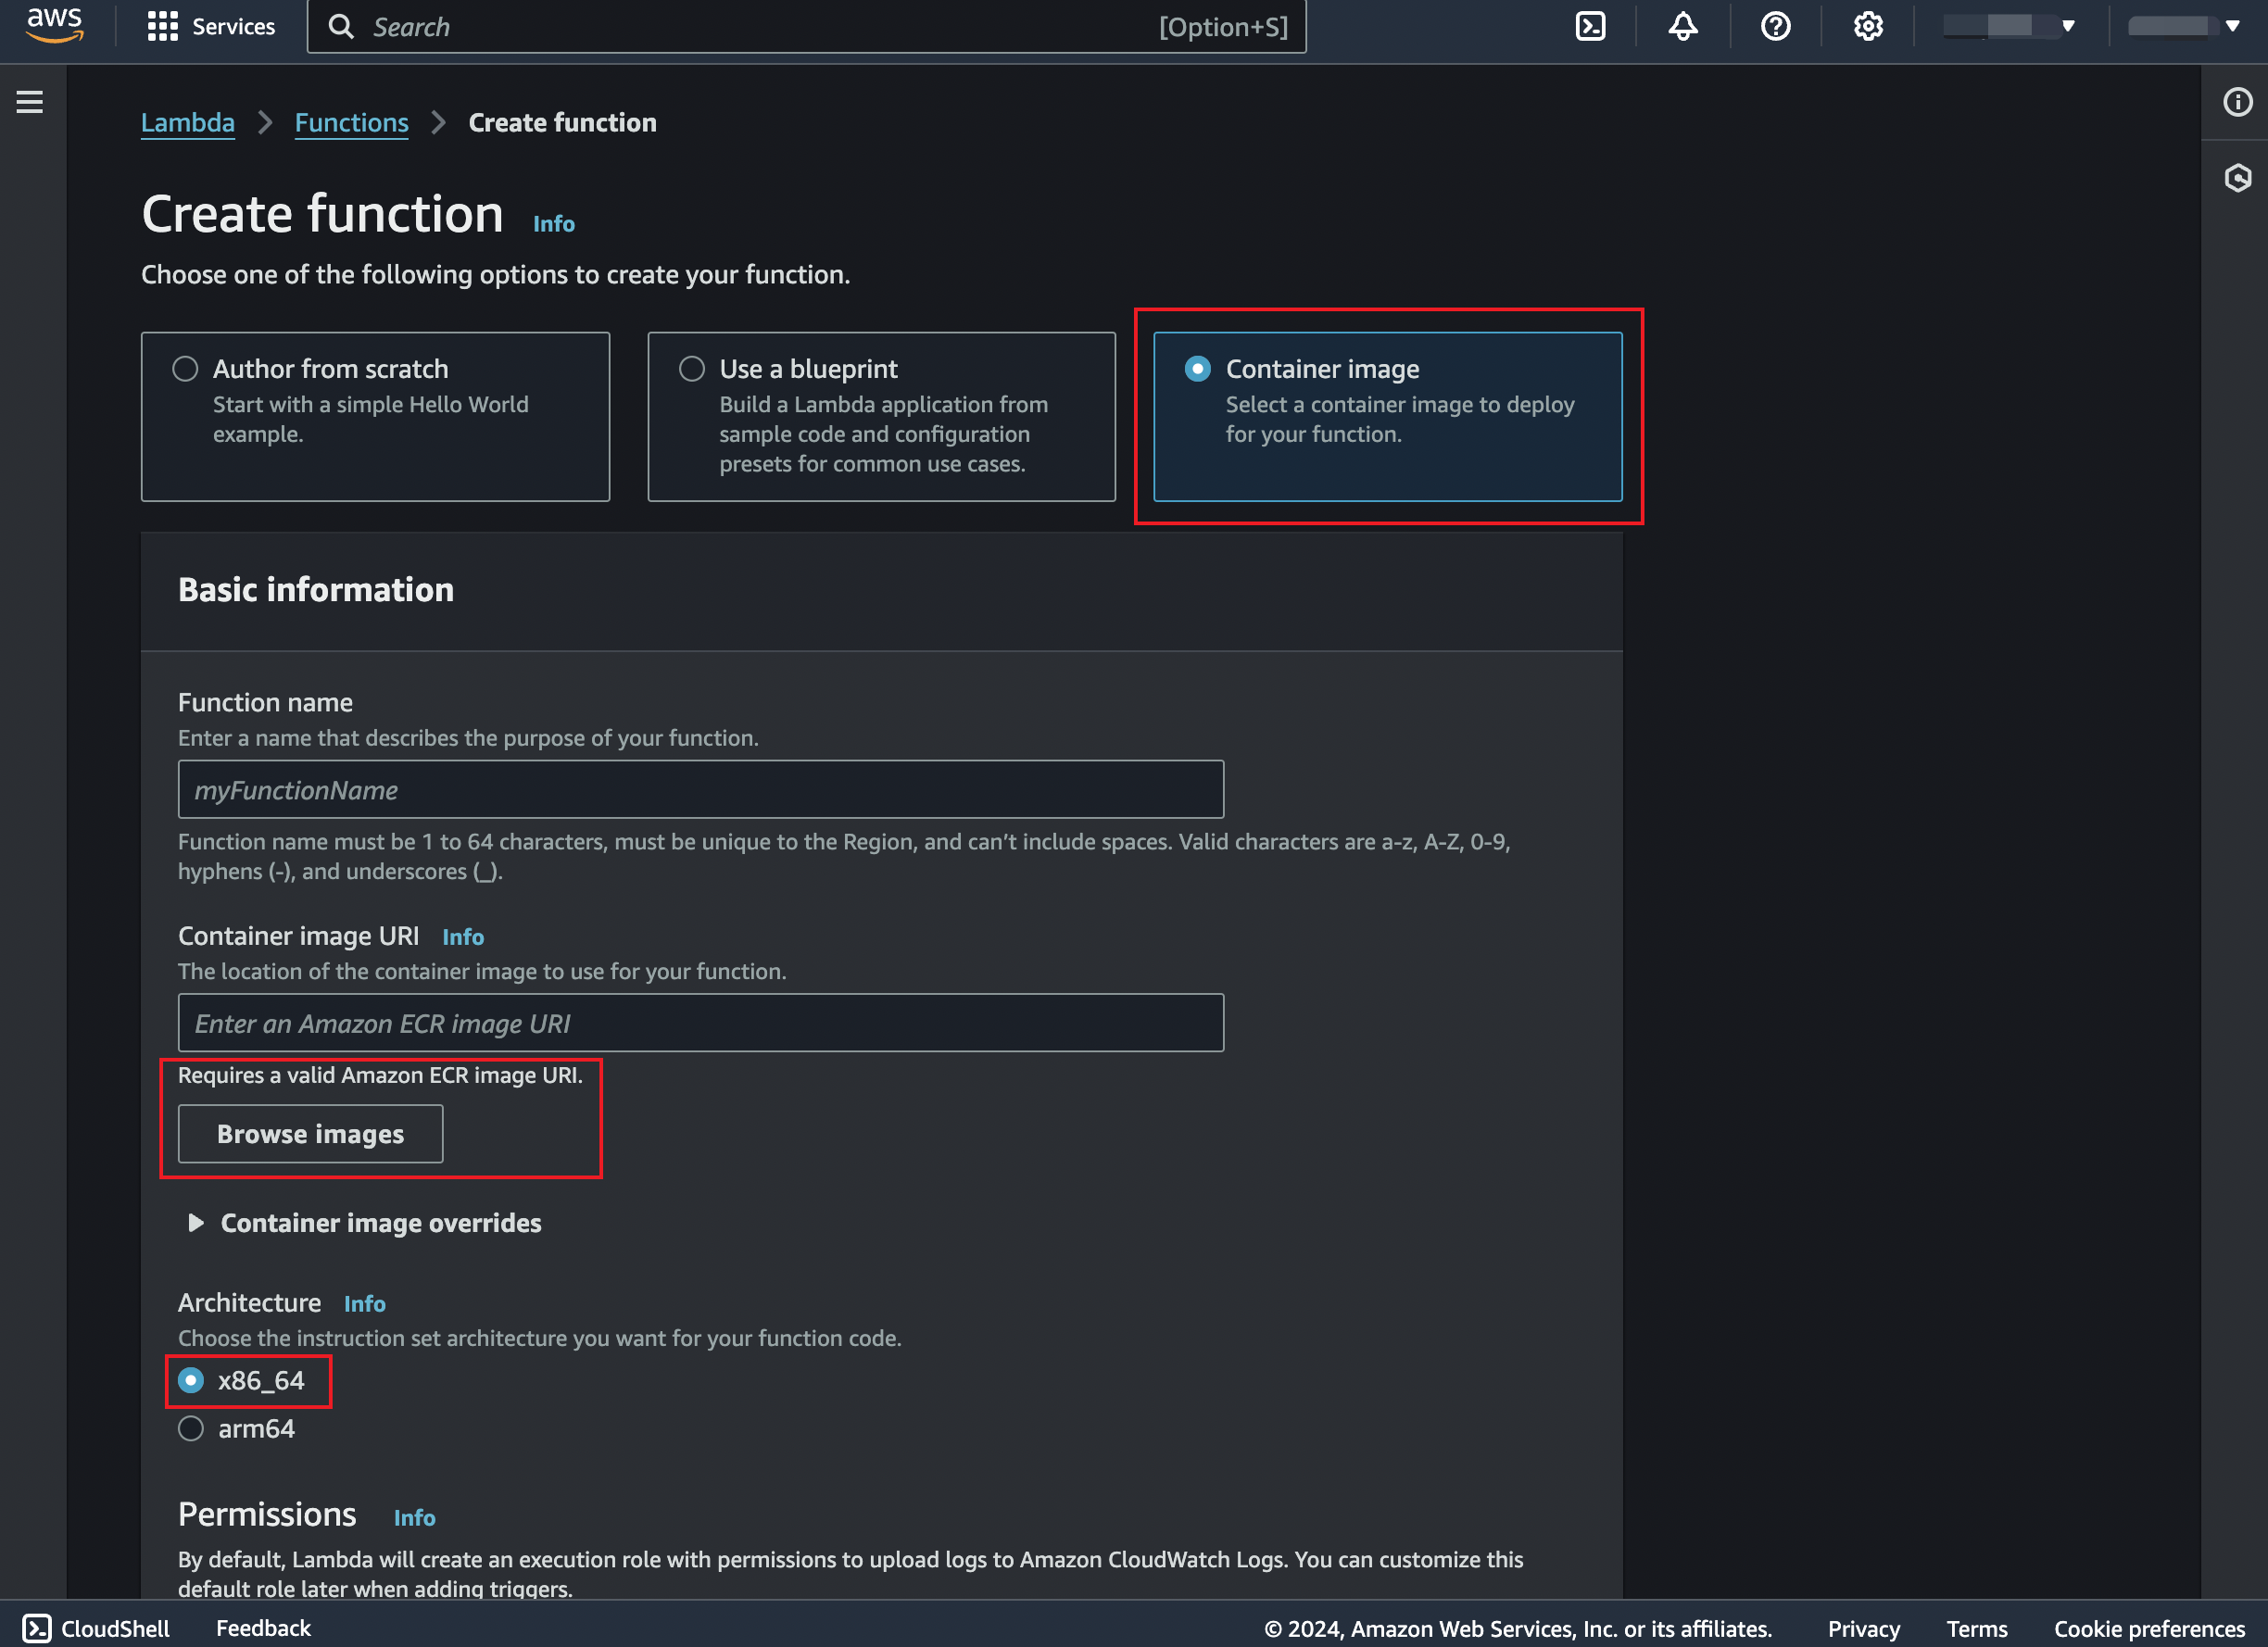 aws
Services
Search
[Option+S]
Lambda
Functions
Create function
Create function
Info
Choose one of the following options to create your function.
Author from scratch
Start with a simple Hello World
example.
Use a blueprint
Build a Lambda application from
sample code and configuration
presets for common use cases.
Container image
Select a container image to deploy
for your function.
Basic information
Function name
Enter a name that describes the purpose of your function.
myFunctionName
Function name must be 1 to 64 characters, must be unique to the Region, and can’t include spaces. Valid characters are a-z, A-Z, 0-9,
hyphens (-), and underscores (_).
Container image URI Info
The location of the container image to use for your function.
Enter an Amazon ECR image URI
Requires a valid Amazon ECR image URI.
Browse images
Container image overrides
Architecture Info
Choose the instruction set architecture you want for your function code.
x86_64
arm64
Permissions Info
By default, Lambda will create an execution role with permissions to upload logs to Amazon CloudWatch Logs. You can customize this
default role later when adding triggers.
CloudShell
Feedback
© 2024, Amazon Web Services, Inc. or its affiliates.
Privacy
Terms
Cookie preferences